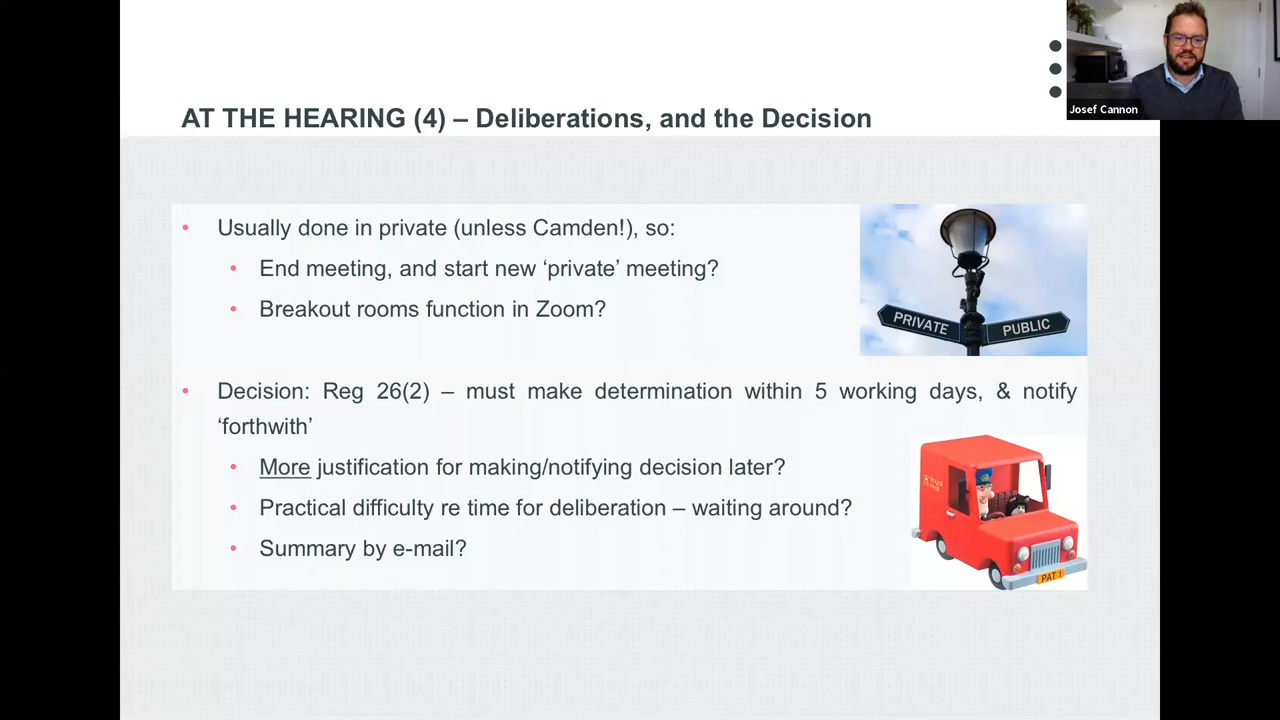 Josef Cannon
AT THE HEARING (4) – Deliberations, and the Decision
• Usually done in private (unless Camden!), so:
• End meeting, and start new ‘private’ meeting?
• Breakout rooms function in Zoom?
PRIVATE
PUBLIC
• Decision: Reg 26(2) – must make determination within 5 working days, & notify
‘forthwith’
• More justification for making/notifying decision later?
• Practical difficulty re time for deliberation – waiting around?
• Summary by e-mail?
Royal
Mail
PAT 1